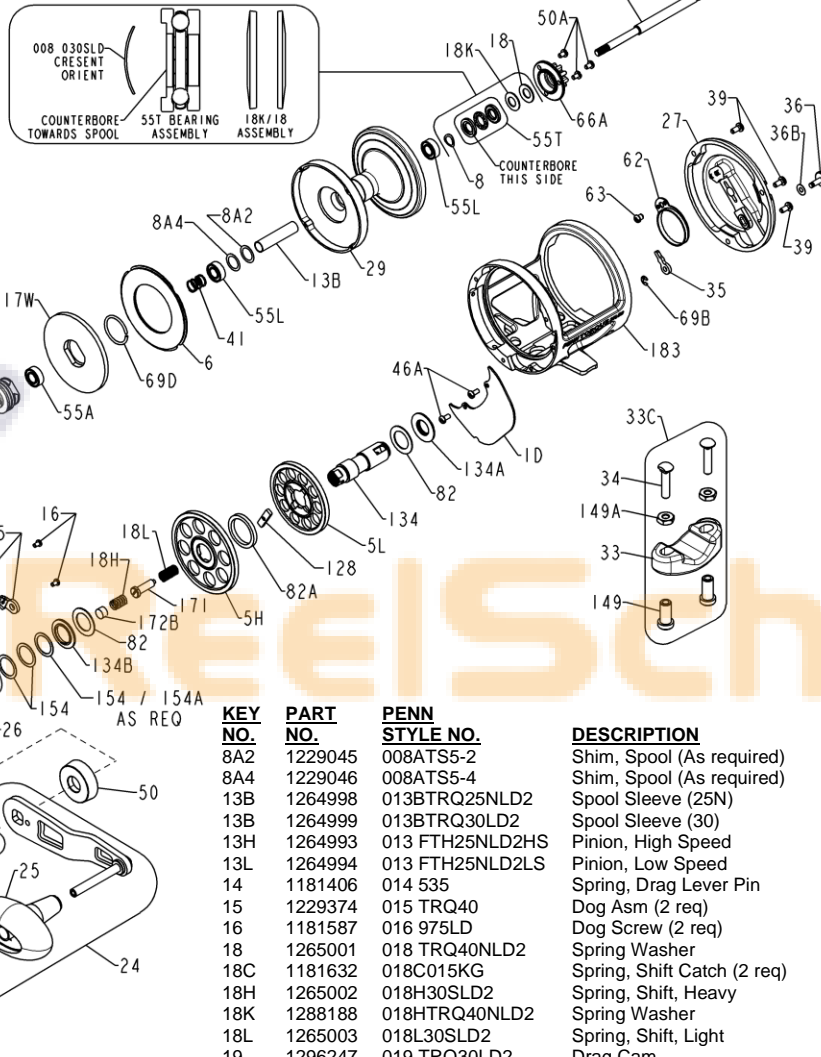 50A
18
18K
008 030SLD
CRESENT
ORIENT
COUNTERBORE
TOWARDS SPOOL
55T BEARING
ASSEMBLY
18K/18
ASSEMBLY
66A
55T
COUNTERBORE
THIS SIDE
8
55L
27
39
36
36B
62
63
39
35
69B
183
8A4
8A2
13B
29
55L
41
6
17W
69D
55A
46A
1D
134A
82
134
5L
128
82A
5H
18L
18H
171
172B
82
134B
16
154 / 154A
AS REQ
154
26
33C
34
149A
33
149
50
25
24
ReelSch
KEY NO. PART NO. PENN STYLE NO. DESCRIPTION
8A2 1229045 008ATS5-2 Shim, Spool (As required)
8A4 1229046 008ATS5-4 Shim, Spool (As required)
13B 1264998 013BTRQ25NLD2 Spool Sleeve (25N)
13B 1264999 013BTRQ30LD2 Spool Sleeve (30)
13H 1264993 013 FTH25NLD2HS Pinion, High Speed
13L 1264994 013 FTH25NLD2LS Pinion, Low Speed
14 1181406 014 535 Spring, Drag Lever Pin
15 1229374 015 TRQ40 Dog Asm (2 req)
16 1181587 016 975LD Dog Screw (2 req)
18 1265001 018 TRQ40NLD2 Spring Washer
18C 1181632 018C015KG Spring, Shift Catch (2 req)
18H 1265002 018H30SLD2 Spring, Shift, Heavy
18K 1288188 018HTRQ40NLD2 Spring Washer
18L 1265003 018L30SLD2 Spring, Shift, Light
19 1296247 019 TRQ30LD2 Drag Cam